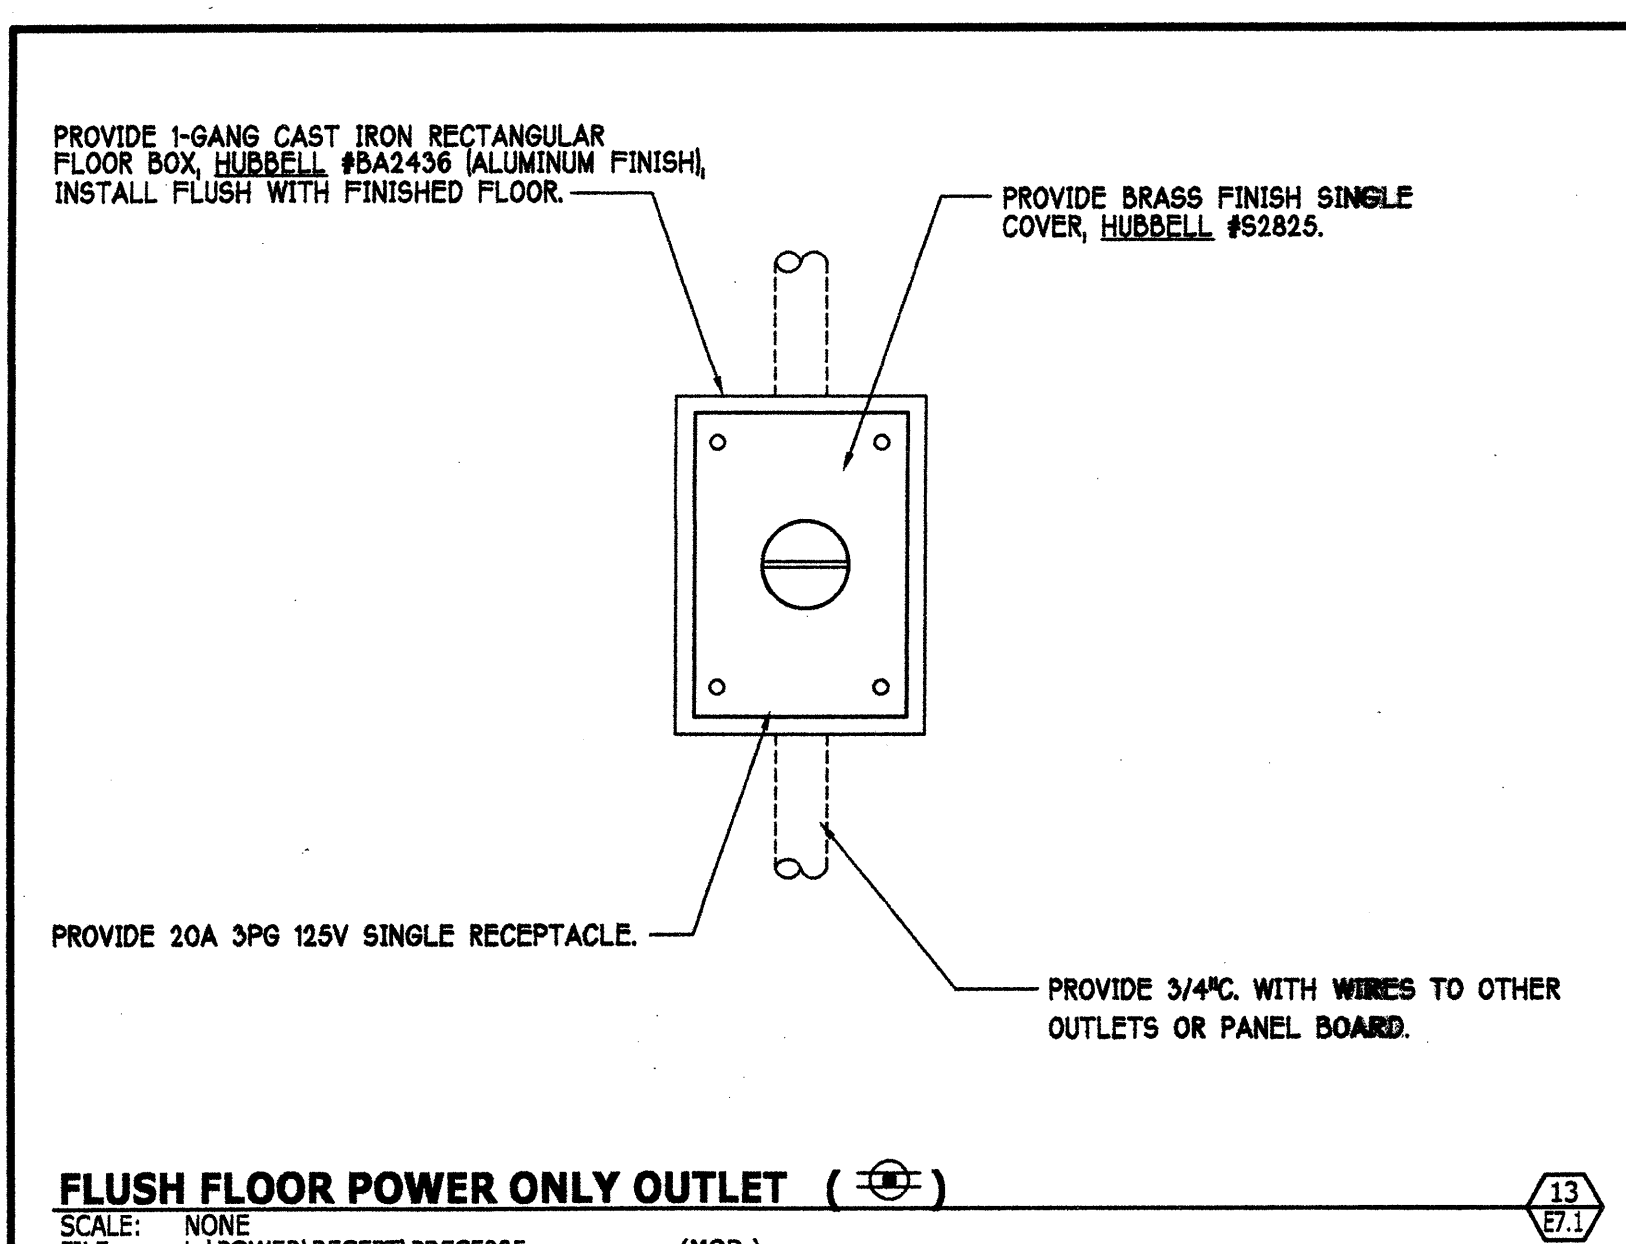 PROVIDE 1-GANG CAST IRON RECTANGULAR
FLOOR BOX, HUBBELL #BA2436 (ALUMINUM FINISH),
INSTALL FLUSH WITH FINISHED FLOOR.
PROVIDE BRASS FINISH SINGLE
COVER, HUBBELL #S2825.
PROVIDE 20A 3PG 125V SINGLE RECEPTACLE.
PROVIDE 3/4"C. WITH WIRES TO OTHER
OUTLETS OR PANEL BOARD.
FLUSH FLOOR POWER ONLY OUTLET ( )
13
E7.1
SCALE: NONE